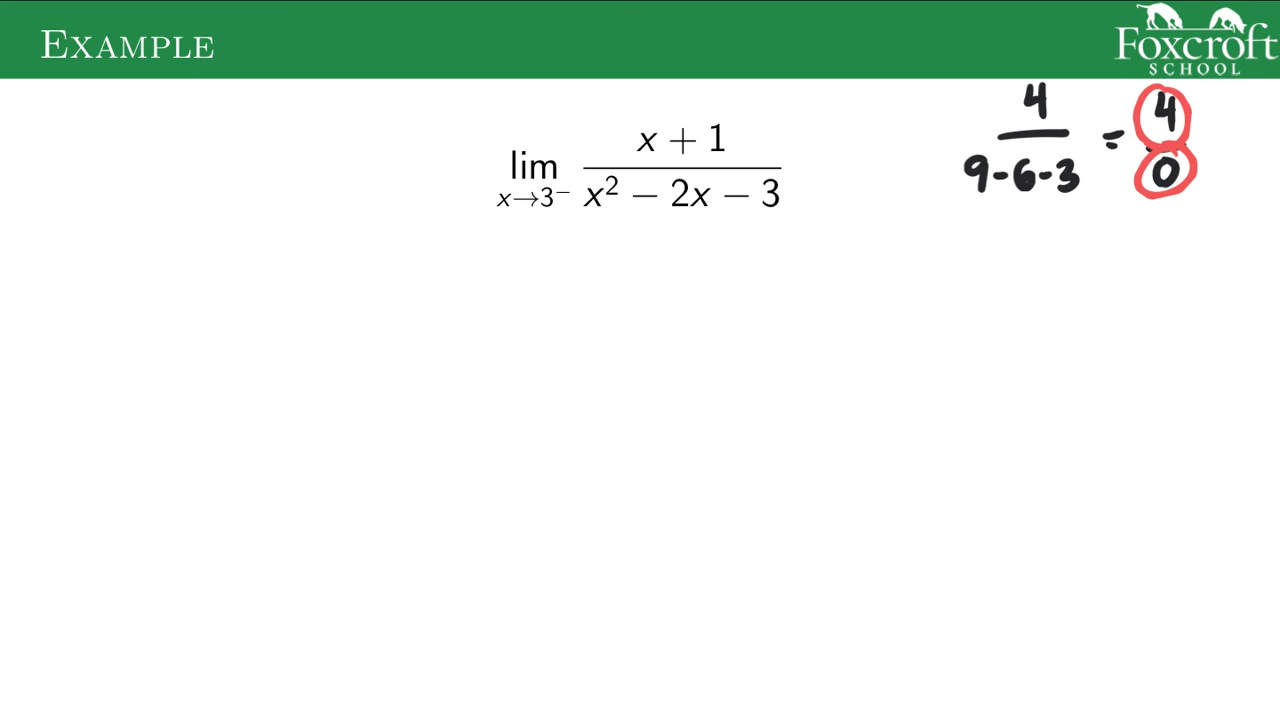 Example
Foxcroft
SCHOOL
lim x→3⁻ (x + 1)/(x² − 2x − 3)
4/(9-6-3) = 4/0